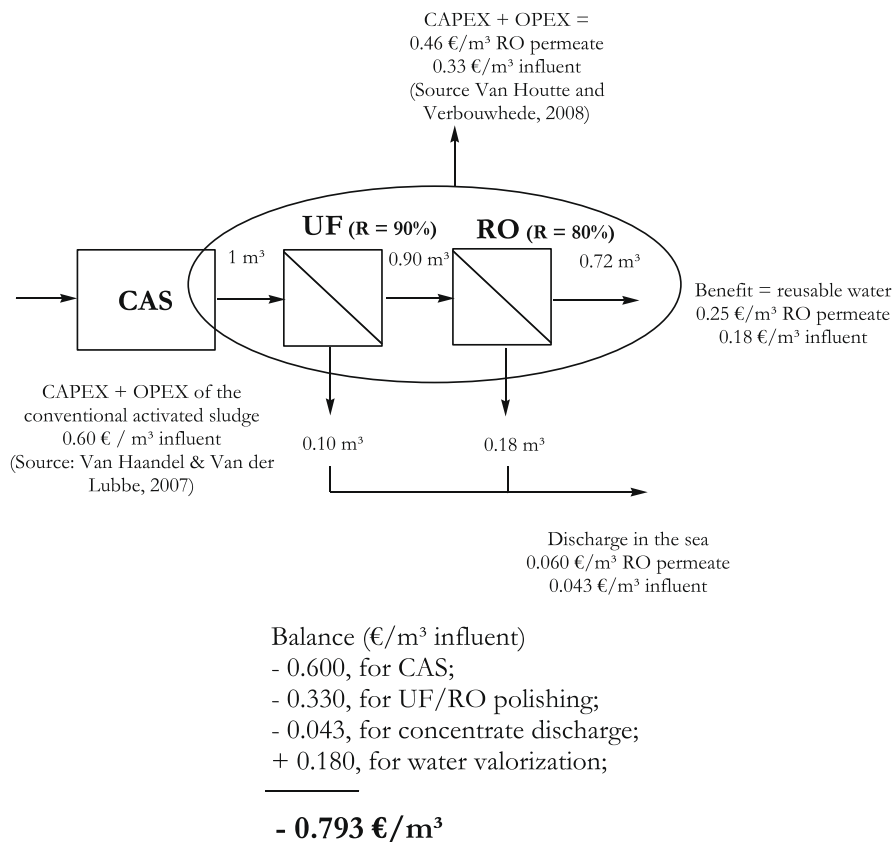 CAPEX + OPEX =
0.46 €/m³ RO permeate
0.33 €/m³ influent
(Source Van Houtte and
Verbouwhede, 2008)
UF (R = 90%)
RO (R = 80%)
1 m³
0.90 m³
0.72 m³
CAS
Benefit = reusable water
0.25 €/m³ RO permeate
0.18 €/m³ influent
CAPEX + OPEX of the
conventional activated sludge
0.60 € / m³ influent
(Source: Van Haandel & Van der
Lubbe, 2007)
0.10 m³
0.18 m³
Discharge in the sea
0.060 €/m³ RO permeate
0.043 €/m³ influent
Balance (€/m³ influent)
- 0.600, for CAS;
- 0.330, for UF/RO polishing;
- 0.043, for concentrate discharge;
+ 0.180, for water valorization;
- 0.793 €/m³